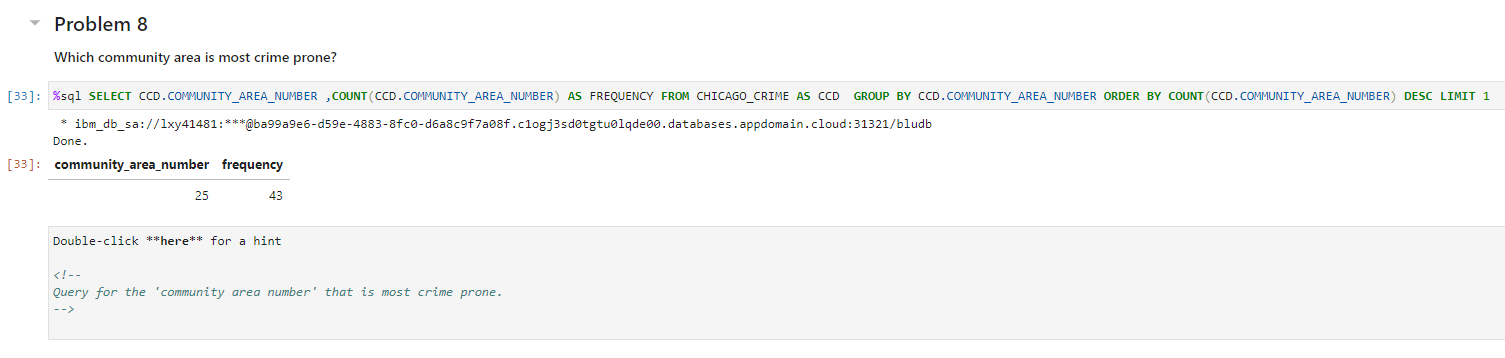 Problem 8
Which community area is most crime prone?
[33]: %sql SELECT CCD.COMMUNITY_AREA_NUMBER ,COUNT(CCD.COMMUNITY_AREA_NUMBER) AS FREQUENCY FROM CHICAGO_CRIME AS CCD  GROUP BY CCD.COMMUNITY_AREA_NUMBER ORDER BY COUNT(CCD.COMMUNITY_AREA_NUMBER) DESC LIMIT 1
* ibm_db_sa://lxy41481:***@ba99a9e6-d59e-4883-8fc0-d6a8c9f7a08f.c1ogj3sd0tgtu0lqde00.databases.appdomain.cloud:31321/bludb
Done.
[33]: community_area_number frequency
25 43
Double-click **here** for a hint
<!--
Query for the 'community area number' that is most crime prone.
-->